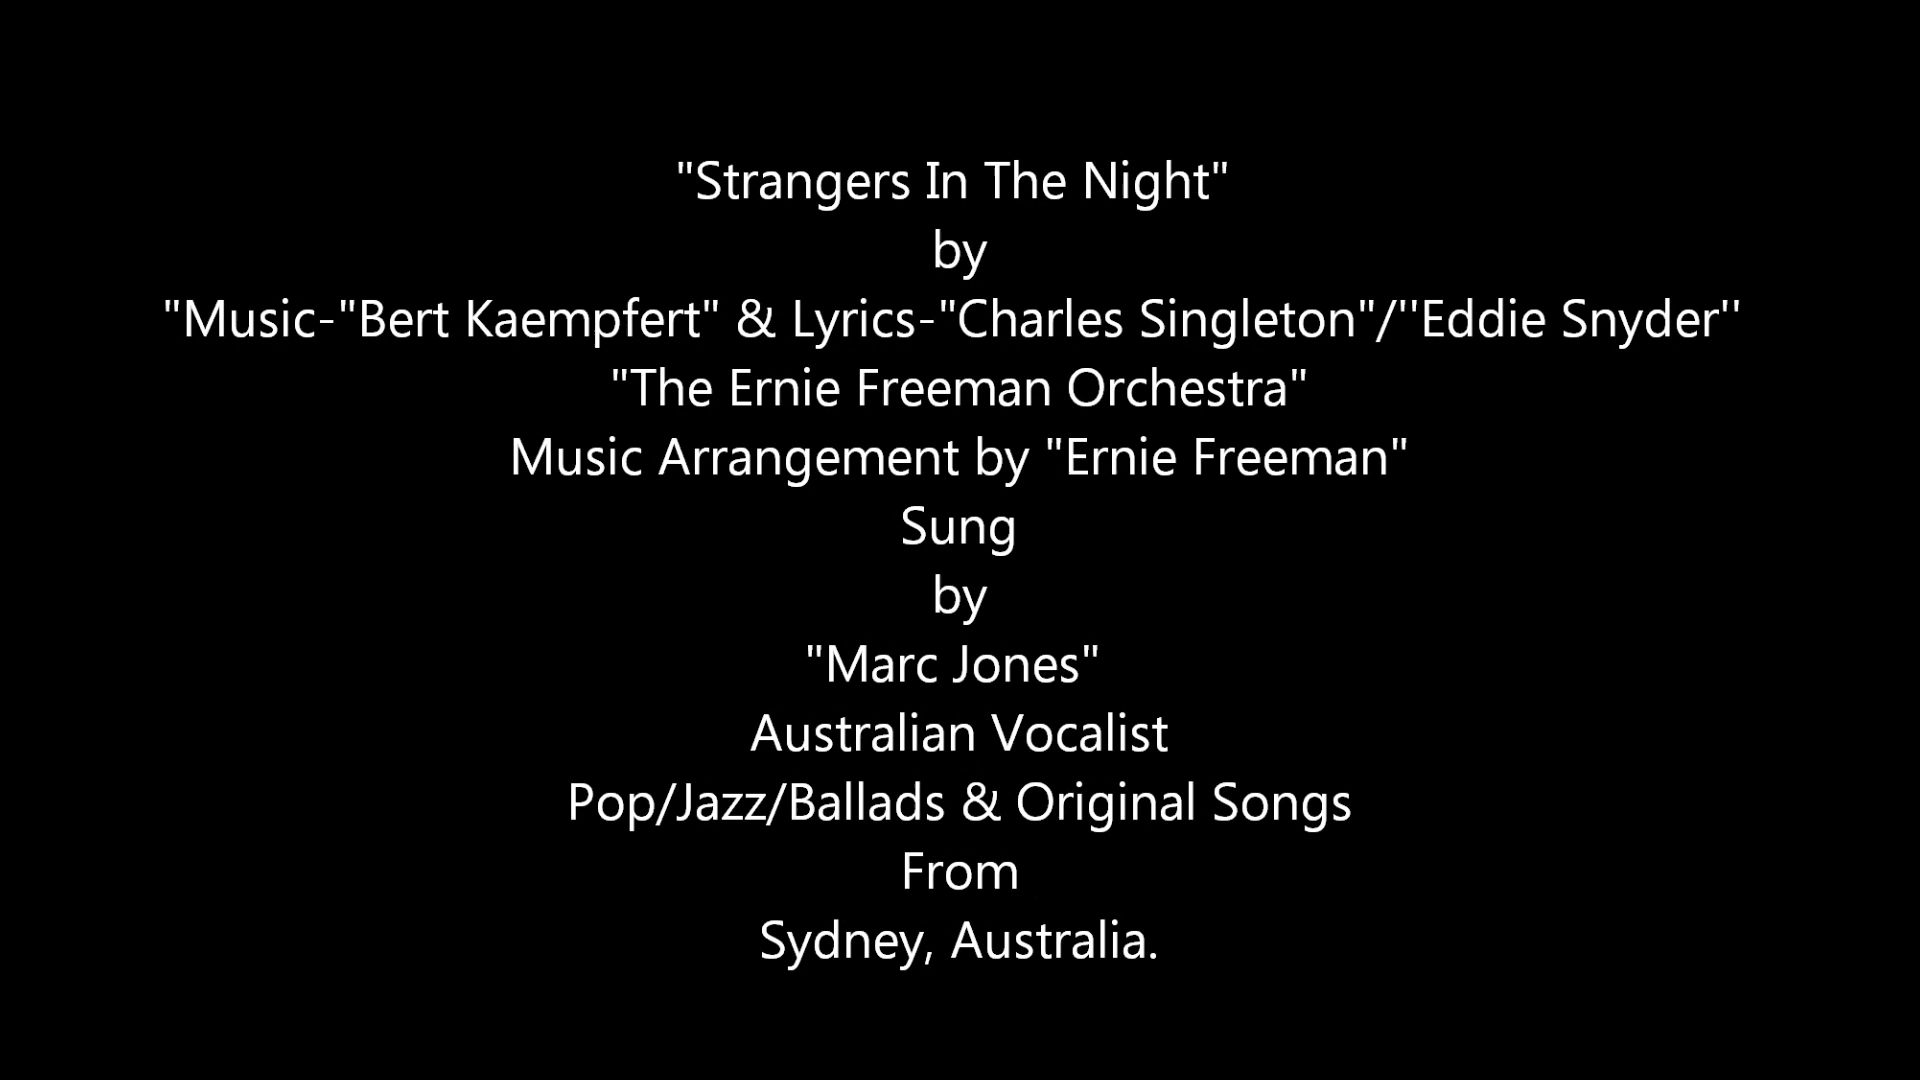 "Strangers In The Night"
by
"Music-"Bert Kaempfert" & Lyrics-"Charles Singleton"/''Eddie Snyder''
"The Ernie Freeman Orchestra"
Music Arrangement by "Ernie Freeman"
Sung
by
"Marc Jones"
Australian Vocalist
Pop/Jazz/Ballads & Original Songs
From
Sydney, Australia.